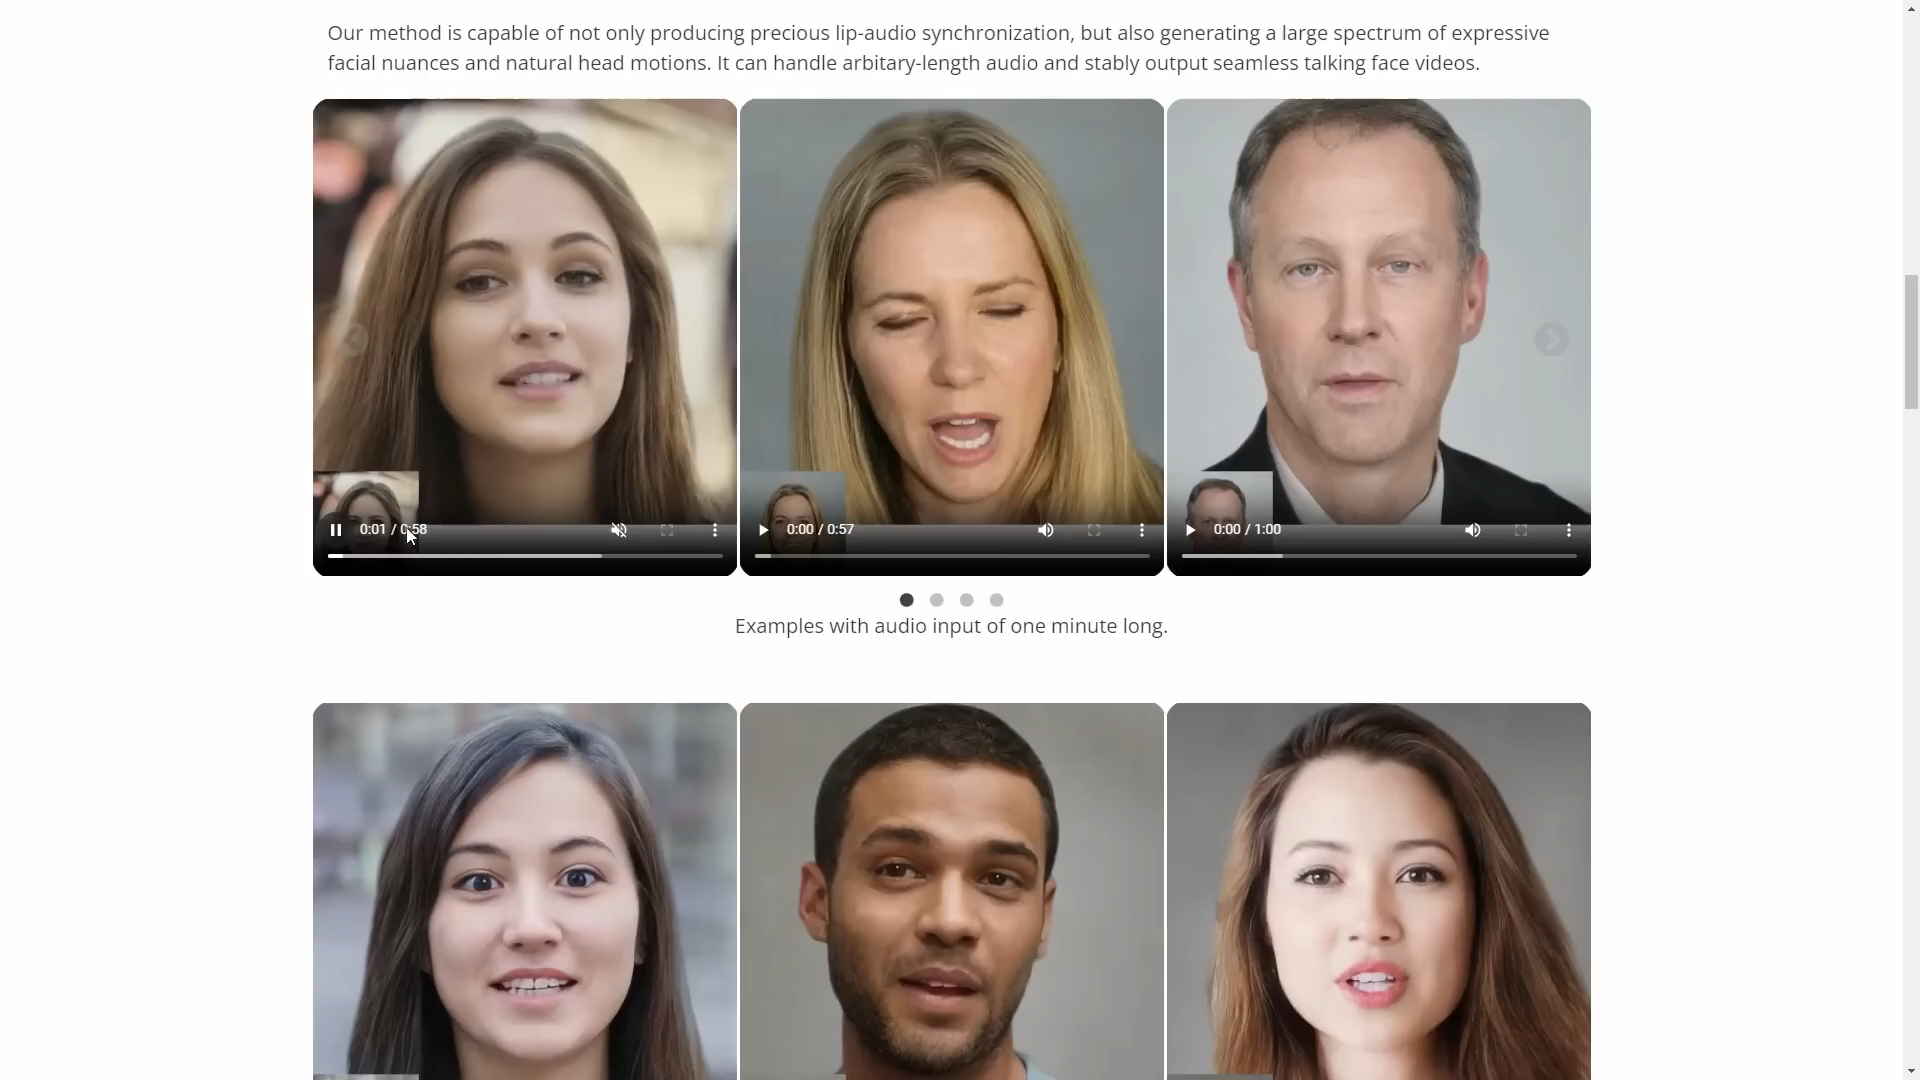 Our method is capable of not only producing precious lip-audio synchronization, but also generating a large spectrum of expressive
facial nuances and natural head motions. It can handle arbitary-length audio and stably output seamless talking face videos.
0:01 / 0:58
0:00 / 0:57
0:00 / 1:00
Examples with audio input of one minute long.